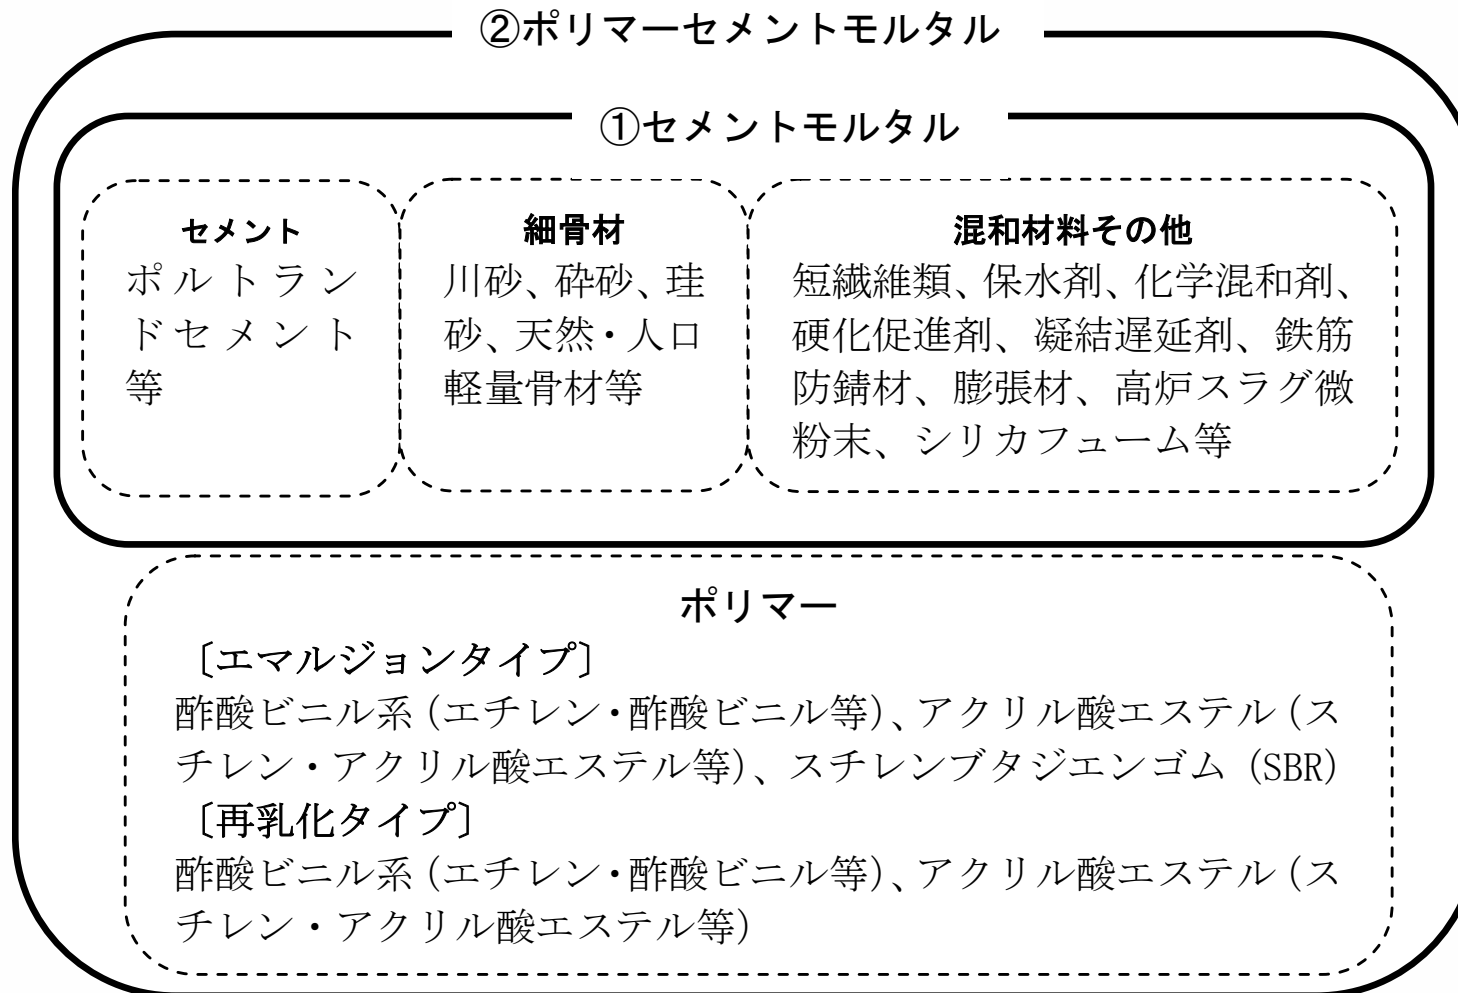 ②ポリマーセメントモルタル
①セメントモルタル
セメント
ポルトラン
ドセメント
等
細骨材
川砂、砕砂、珪
砂、天然・人口
軽量骨材等
混和材料その他
短繊維類、保水剤、化学混和剤、
硬化促進剤、凝結遅延剤、鉄筋
防錆材、膨張材、高炉スラグ微
粉末、シリカフューム等
ポリマー
〔エマルジョンタイプ〕
酢酸ビニル系（エチレン・酢酸ビニル等）、アクリル酸エステル（ス
チレン・アクリル酸エステル等）、スチレンブタジエンゴム（SBR）
〔再乳化タイプ〕
酢酸ビニル系（エチレン・酢酸ビニル等）、アクリル酸エステル（ス
チレン・アクリル酸エステル等）